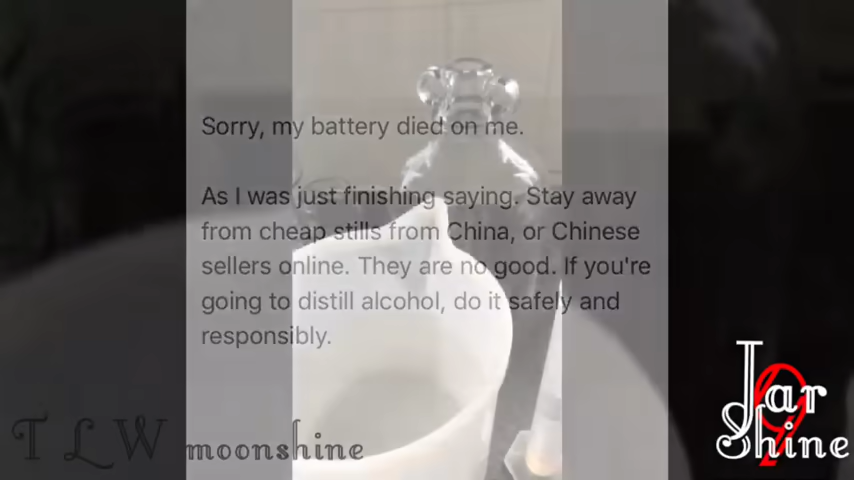 Sorry, my battery died on me.
As I was just finishing saying. Stay away
from cheap stills from China, or Chinese
sellers online. They are no good. If you're
going to distill alcohol, do it safely and
responsibly.
T L W moonshine
Jar
9
Shine